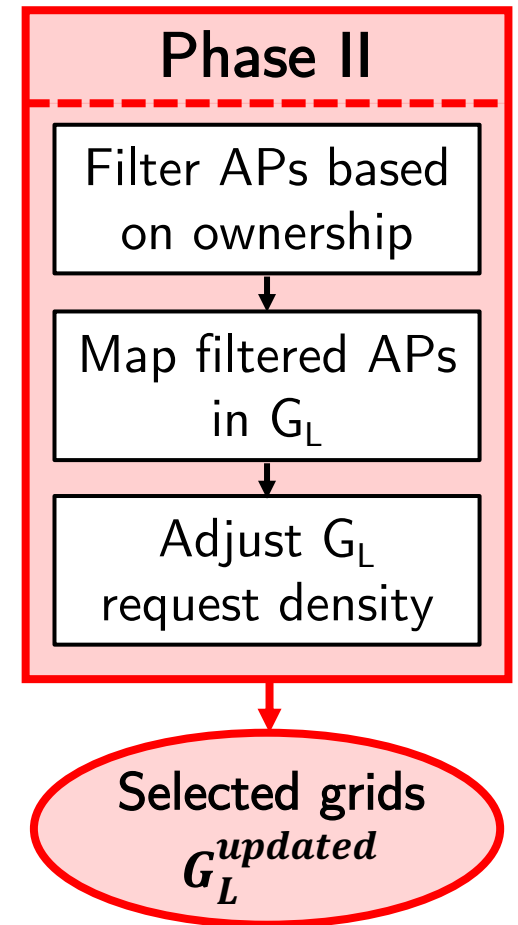 Phase II
Filter APs based
on ownership
Map filtered APs
in G_L
Adjust G_L
request density
Selected grids
G_L^updated